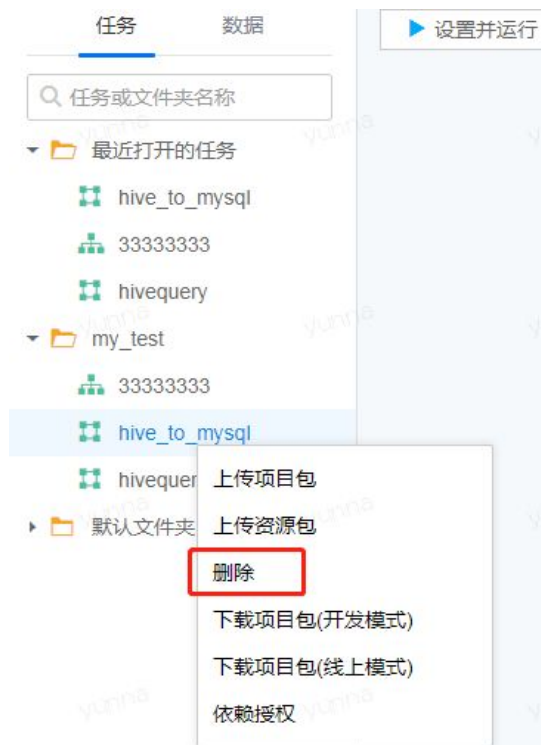 任务 数据
设置并运行
任务或文件夹名称
最近打开的任务
hive_to_mysql
33333333
hivequery
my_test
33333333
hive_to_mysql
hivequer
上传项目包
默认文件夹
上传资源包
删除
下载项目包(开发模式)
下载项目包(线上模式)
依赖授权
yunna